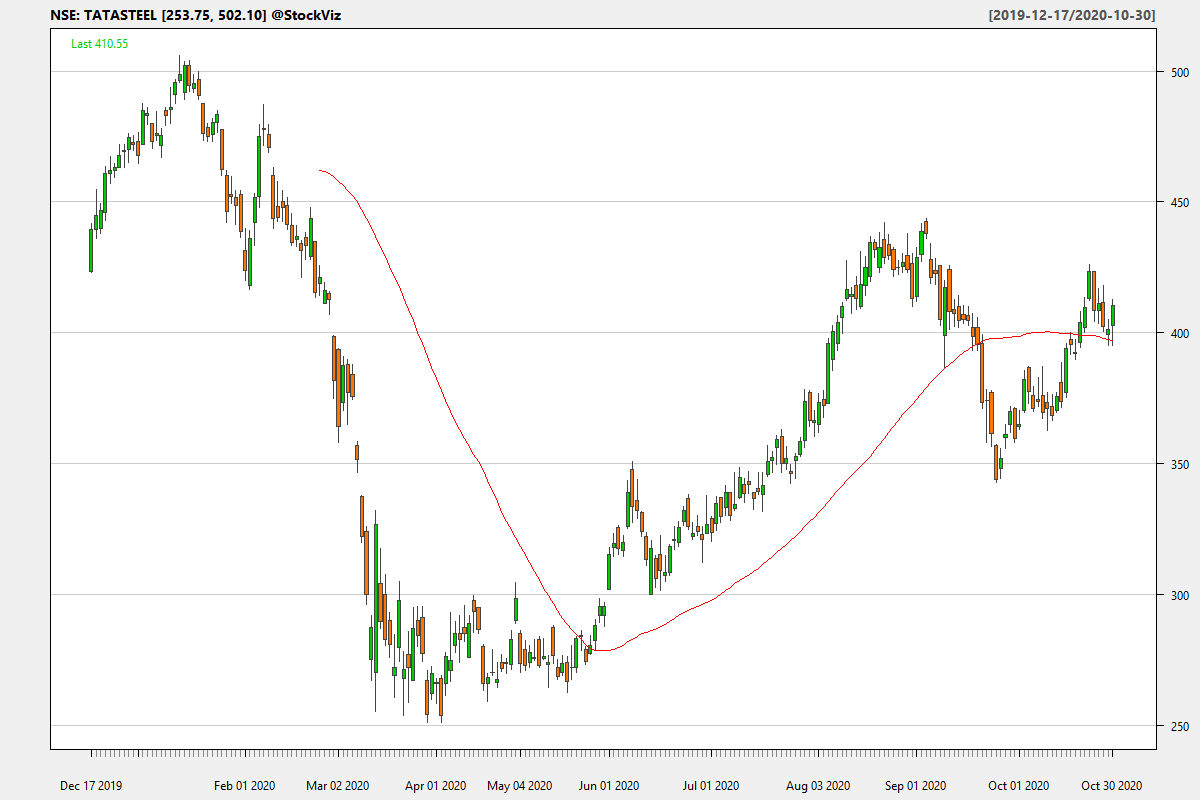 NSE: TATASTEEL [253.75, 502.10] @StockViz
[2019-12-17/2020-10-30]
Last 410.55
500
450
400
350
300
250
Dec 17 2019
Feb 01 2020
Mar 02 2020
Apr 01 2020
May 04 2020
Jun 01 2020
Jul 01 2020
Aug 03 2020
Sep 01 2020
Oct 01 2020
Oct 30 2020